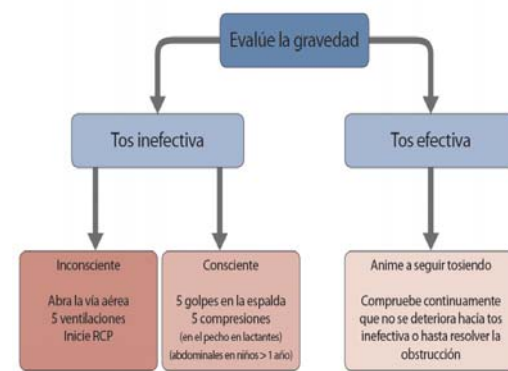 Evalúe la gravedad
Tos inefectiva
Tos efectiva
Inconsciente
Abra la vía aérea
5 ventilaciones
Inicie RCP
Consciente
5 golpes en la espalda
5 compresiones
(en el pecho en lactantes)
(abdominales en niños > 1 año)
Anime a seguir tosiendo
Compruebe continuamente
que no se deteriora hacia tos
inefectiva o hasta resolver la
obstrucción